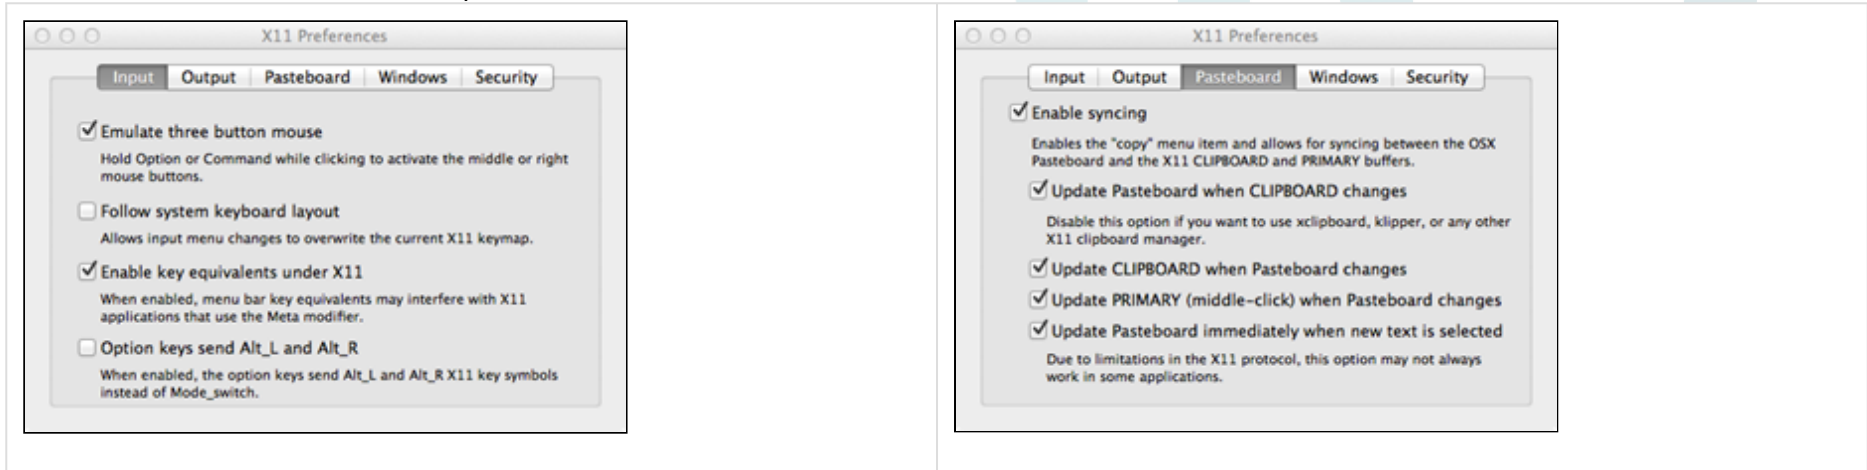 X11 Preferences
Input Output Pasteboard Windows Security
Emulate three button mouse
Hold Option or Command while clicking to activate the middle or right
mouse buttons.
Follow system keyboard layout
Allows input menu changes to overwrite the current X11 keymap.
Enable key equivalents under X11
When enabled, menu bar key equivalents may interfere with X11
applications that use the Meta modifier.
Option keys send Alt_L and Alt_R
When enabled, the option keys send Alt_L and Alt_R X11 key symbols
instead of Mode_switch.
X11 Preferences
Input Output Pasteboard Windows Security
Enable syncing
Enables the "copy" menu item and allows for syncing between the OSX
Pasteboard and the X11 CLIPBOARD and PRIMARY buffers.
Update Pasteboard when CLIPBOARD changes
Disable this option if you want to use xclipboard, klipper, or any other
X11 clipboard manager.
Update CLIPBOARD when Pasteboard changes
Update PRIMARY (middle-click) when Pasteboard changes
Update Pasteboard immediately when new text is selected
Due to limitations in the X11 protocol, this option may not always
work in some applications.